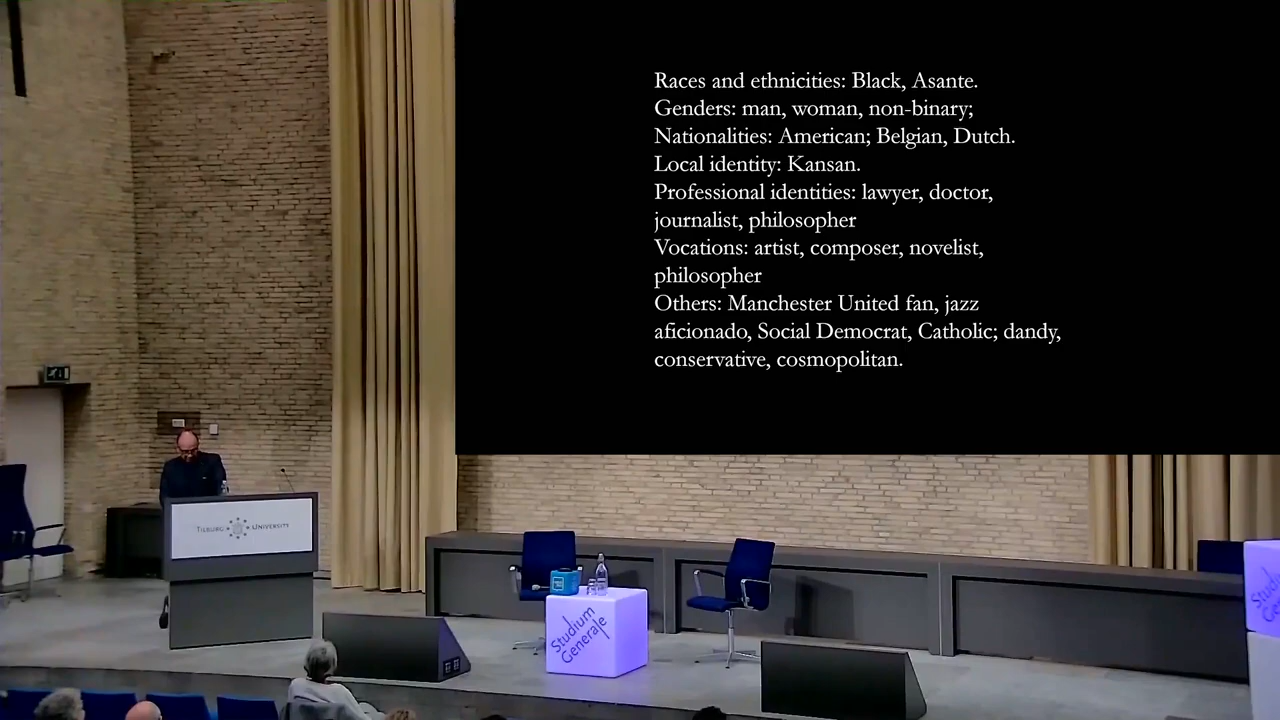 Races and ethnicities: Black, Asante.
Genders: man, woman, non-binary;
Nationalities: American; Belgian, Dutch.
Local identity: Kansan.
Professional identities: lawyer, doctor,
journalist, philosopher
Vocations: artist, composer, novelist,
philosopher
Others: Manchester United fan, jazz
aficionado, Social Democrat, Catholic; dandy,
conservative, cosmopolitan.
TILBURG UNIVERSITY
Studium
Generale
Studium